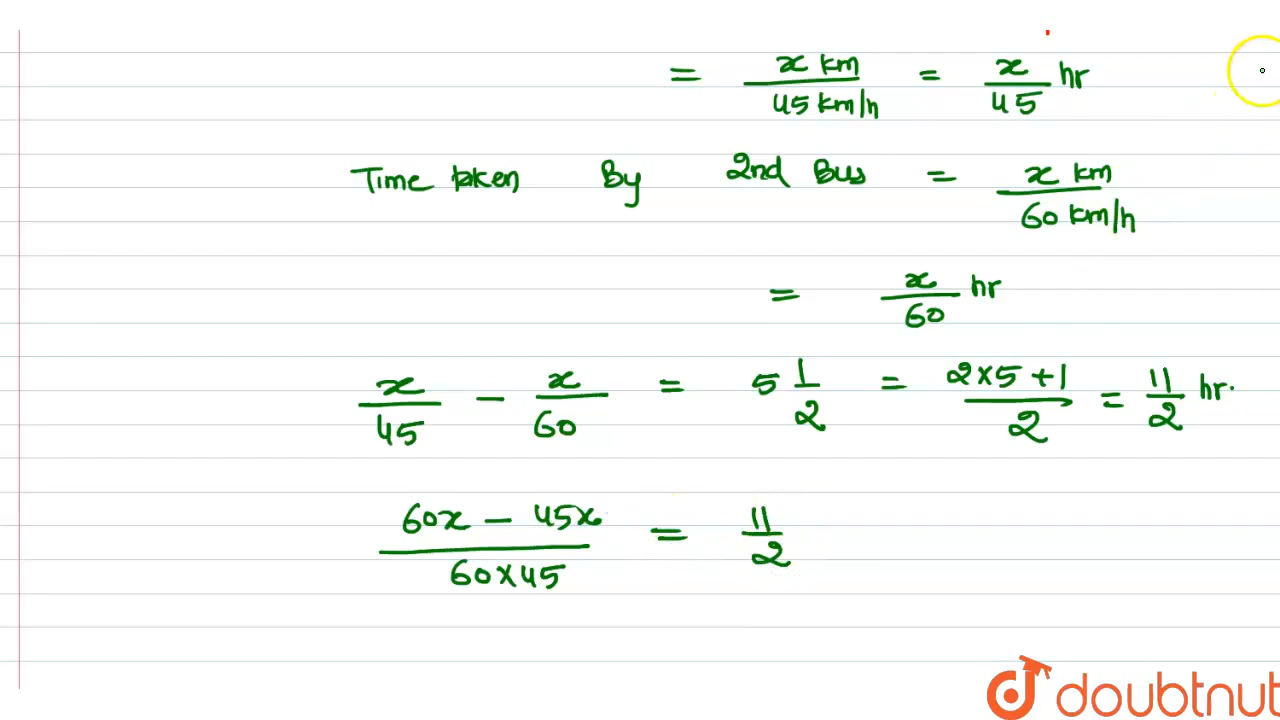 = x km / 45 km/h = x / 45 hr
Time taken By 2nd Bus = x km / 60 km/h
= x / 60 hr
x / 45 - x / 60 = 5 1/2 = 2×5+1 / 2 = 11 / 2 hr.
60x - 45x / 60×45 = 11 / 2
doubtnut